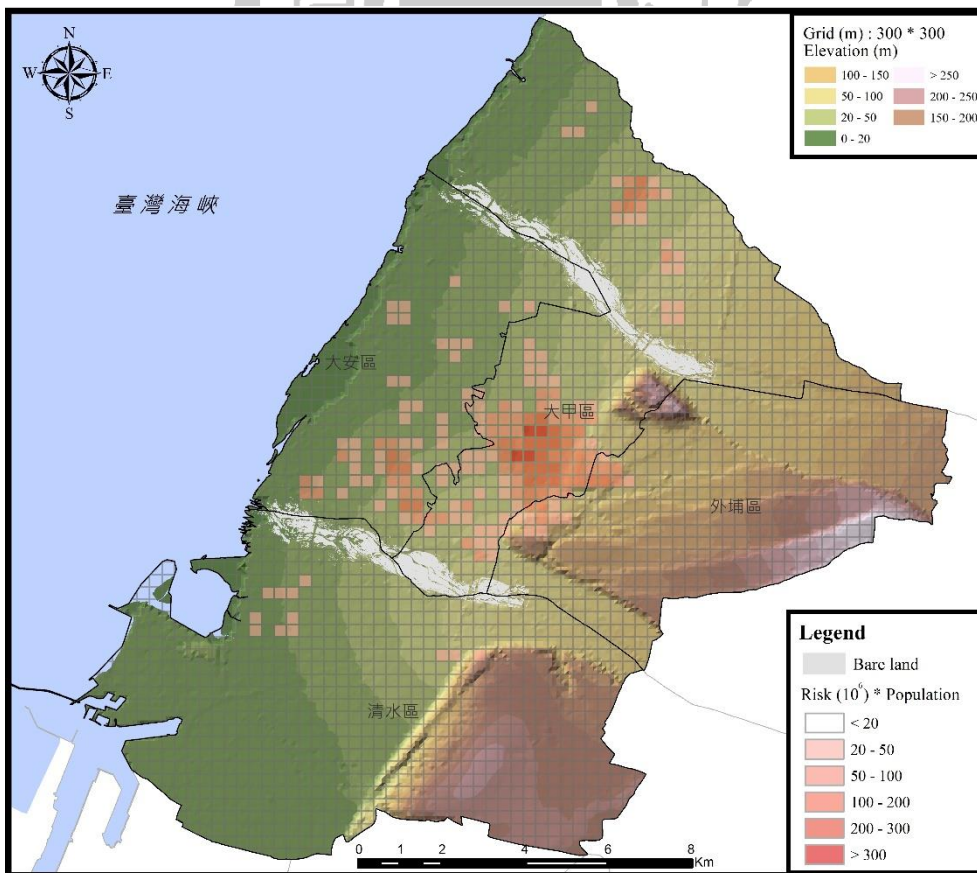 N
W E
S
Grid (m) : 300 * 300
Elevation (m)
100 - 150 > 250
50 - 100 200 - 250
20 - 50 150 - 200
0 - 20
臺灣海峽
大安區
大甲區
外埔區
清水區
Legend
Bare land
Risk (10⁶) * Population
< 20
20 - 50
50 - 100
100 - 200
200 - 300
> 300
0 1 2 4 6 8
Km